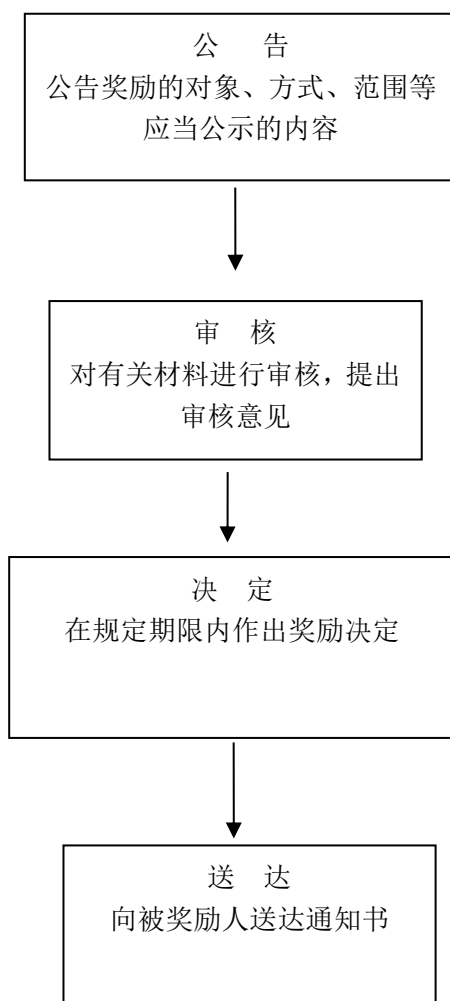 公 告
公告奖励的对象、方式、范围等
应当公示的内容
审 核
对有关材料进行审核，提出
审核意见
决 定
在规定期限内作出奖励决定
送 达
向被奖励人送达通知书